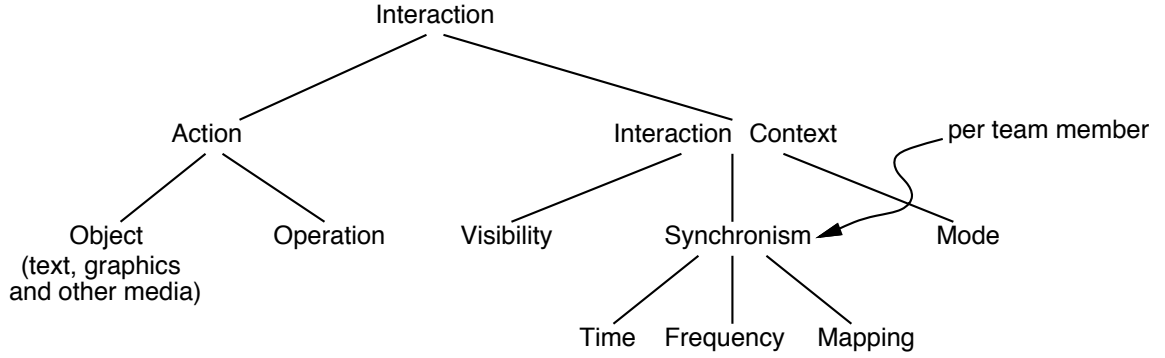 Interaction
Action
Interaction Context
per team member
Object
(text, graphics
and other media)
Operation
Visibility
Synchronism
Mode
Time
Frequency
Mapping